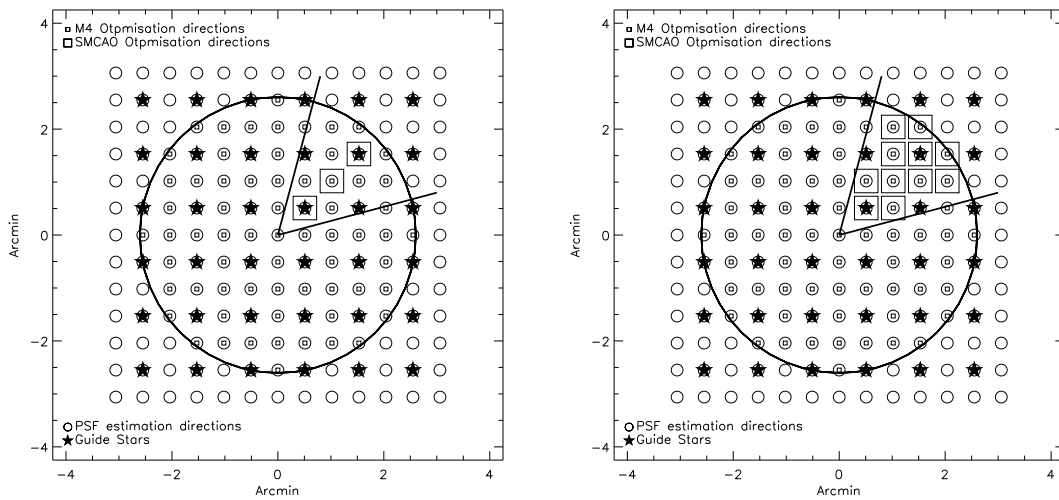 4
M4 Otpmisation directions
SMCAO Otpmisation directions
2
0
−2
−4
Arcmin
PSF estimation directions
Guide Stars
−4 −2 0 2 4
Arcmin
4
M4 Otpmisation directions
SMCAO Otpmisation directions
2
0
−2
−4
Arcmin
PSF estimation directions
Guide Stars
−4 −2 0 2 4
Arcmin